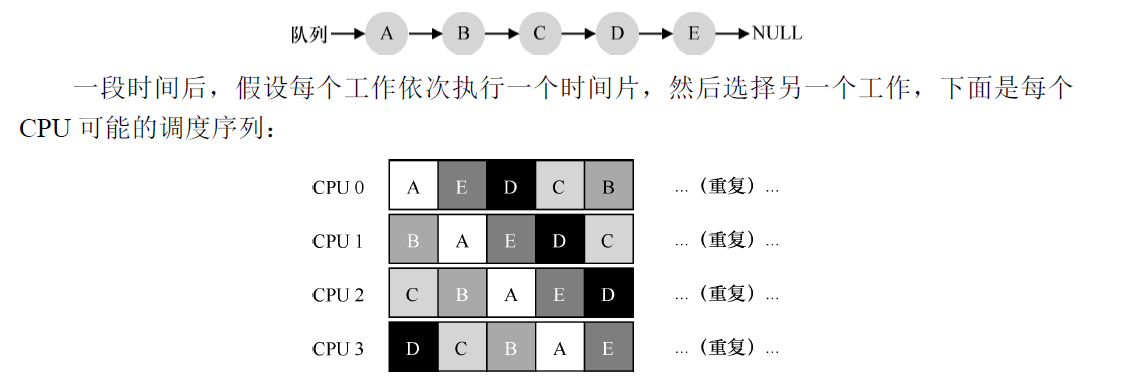 队列 A B C D E NULL
一段时间后，假设每个工作依次执行一个时间片，然后选择另一个工作，下面是每个
CPU 可能的调度序列：
CPU 0 A E D C B …（重复）…
CPU 1 B A E D C …（重复）…
CPU 2 C B A E D …（重复）…
CPU 3 D C B A E …（重复）…